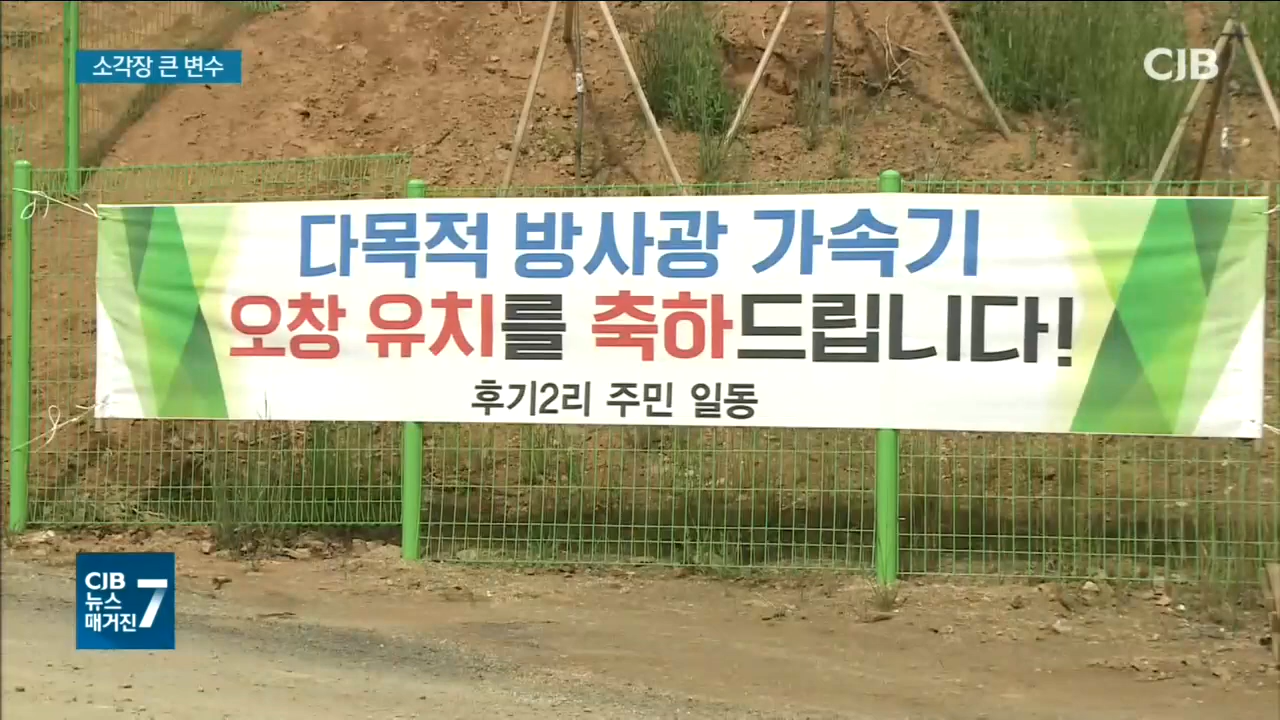 소각장 큰 변수
CJB
다목적 방사광 가속기
오창 유치를 축하드립니다!
후기2리 주민 일동
CJB
뉴스
매거진 7